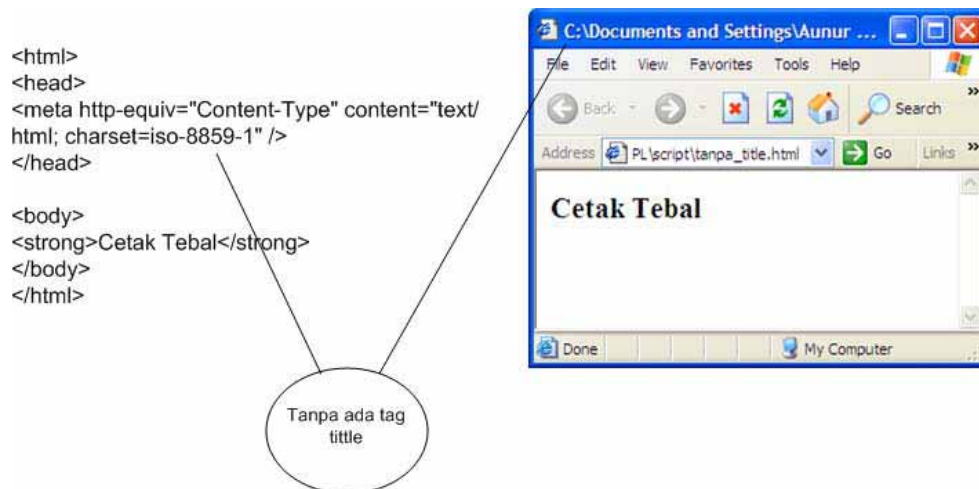 <html>
<head>
<meta http-equiv="Content-Type" content="text/
html; charset=iso-8859-1" />
</head>
<body>
<strong>Cetak Tebal</strong>
</body>
</html>
Tanpa ada tag
tittle
C:\Documents and Settings\Aunur ...
File Edit View Favorites Tools Help
Back Search »
Address PL\script\tanpa_title.html Go Links »
Cetak Tebal
Done My Computer